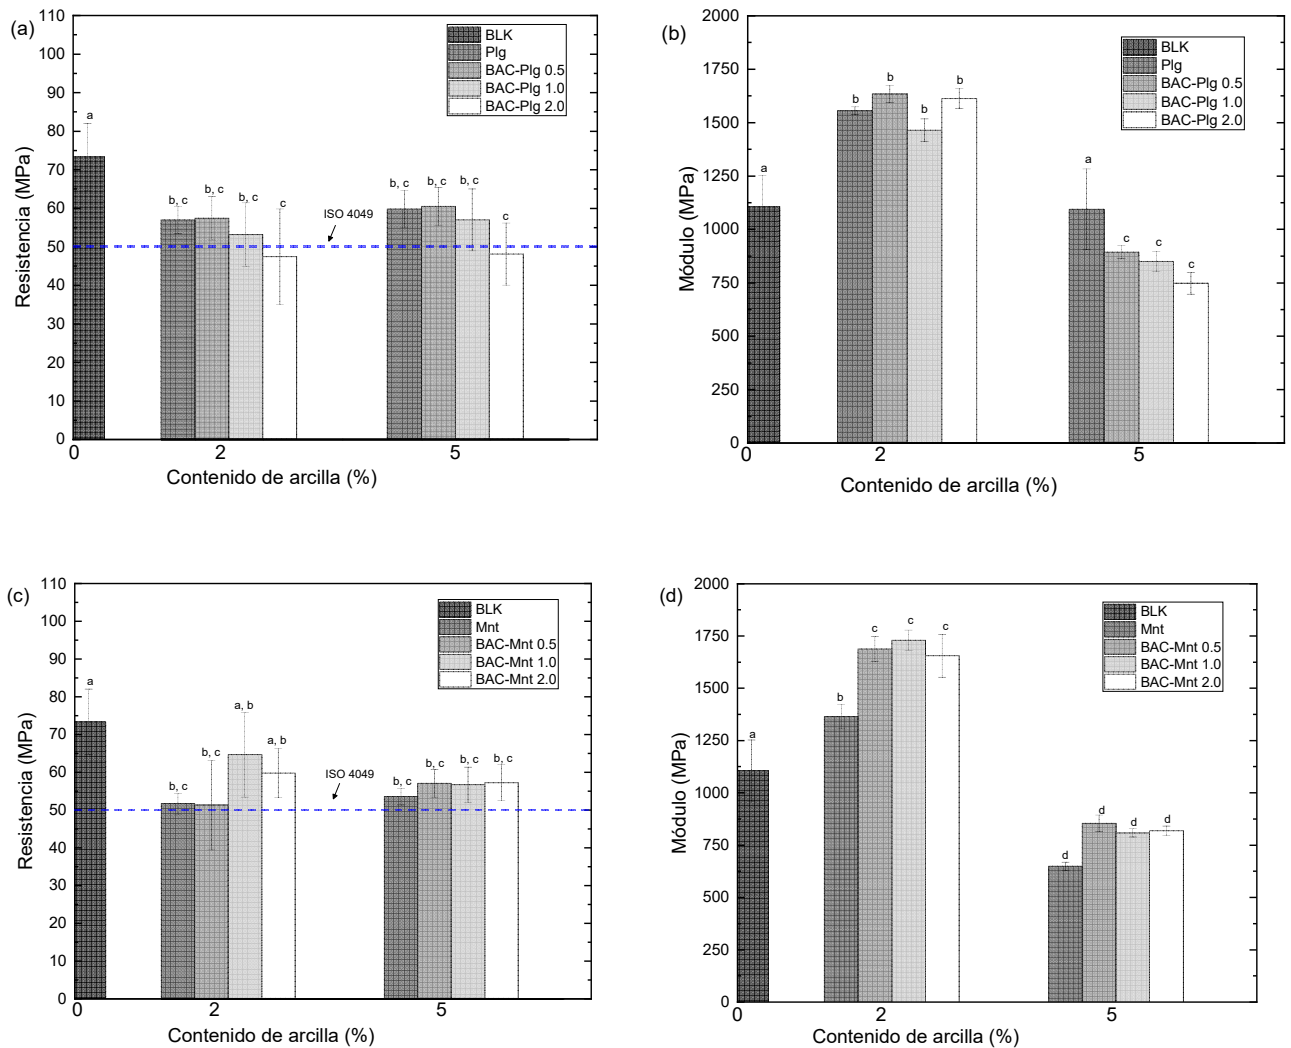 (a)
110
100
90
80
70
60
50
40
30
20
10
0
Resistencia (MPa)
BLK
Plg
BAC-Plg 0.5
BAC-Plg 1.0
BAC-Plg 2.0
a
b, c
b, c
b, c
c
ISO 4049
b, c
b, c
b, c
c
0
2
5
Contenido de arcilla (%)
(b)
2000
1750
1500
1250
1000
750
500
250
0
Módulo (MPa)
BLK
Plg
BAC-Plg 0.5
BAC-Plg 1.0
BAC-Plg 2.0
a
b
b
b
b
a
c
c
c
0
2
5
Contenido de arcilla (%)
(c)
110
100
90
80
70
60
50
40
30
20
10
0
Resistencia (MPa)
BLK
Mnt
BAC-Mnt 0.5
BAC-Mnt 1.0
BAC-Mnt 2.0
a
b, c
b, c
a, b
a, b
ISO 4049
b, c
b, c
b, c
b, c
0
2
5
Contenido de arcilla (%)
(d)
2000
1750
1500
1250
1000
750
500
250
0
Módulo (MPa)
BLK
Mnt
BAC-Mnt 0.5
BAC-Mnt 1.0
BAC-Mnt 2.0
a
b
c
c
c
d
d
d
d
0
2
5
Contenido de arcilla (%)